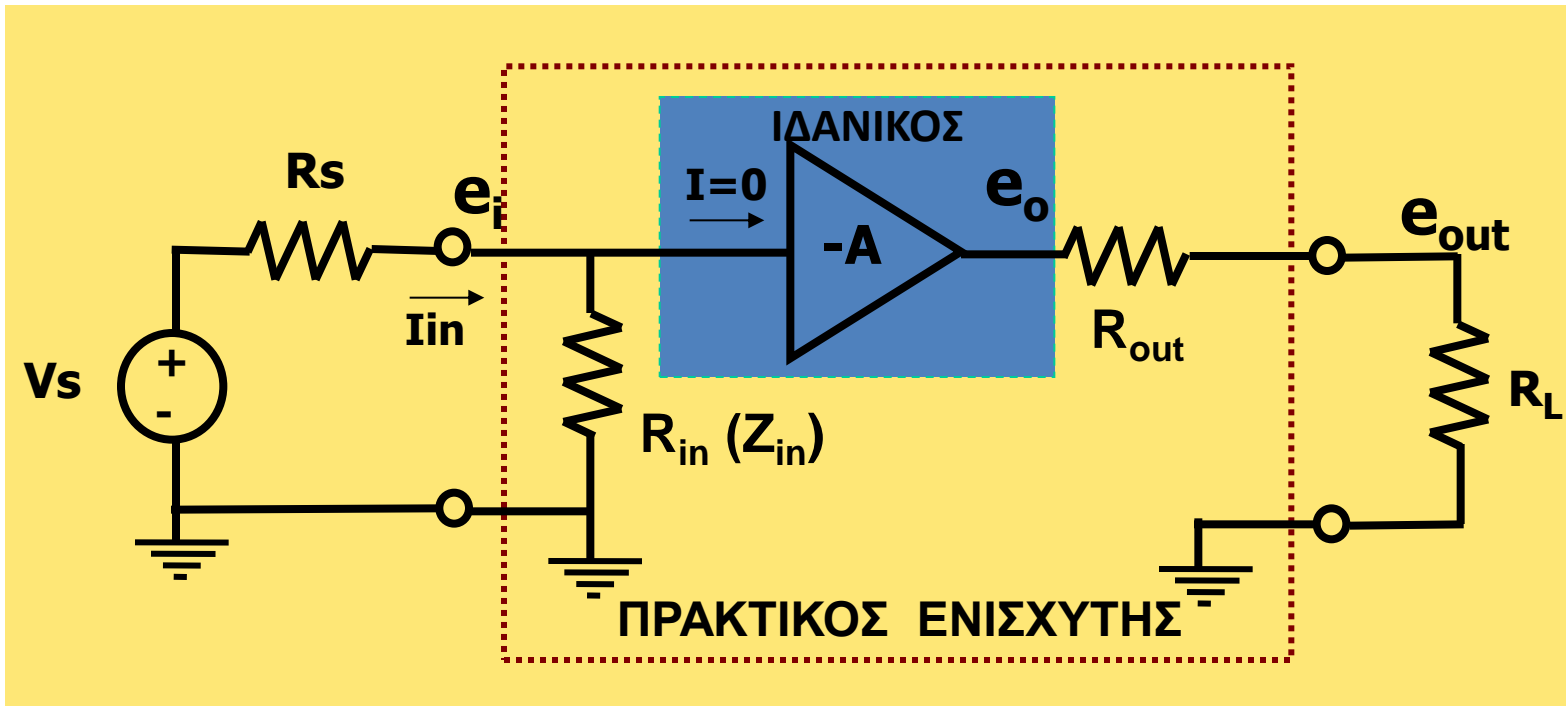 ΙΔΑΝΙΚΟΣ
Rs
ei
I=0
eo
eout
-A
Iin
Rout
Vs
+
-
Rin (Zin)
RL
ΠΡΑΚΤΙΚΟΣ ΕΝΙΣΧΥΤΗΣ